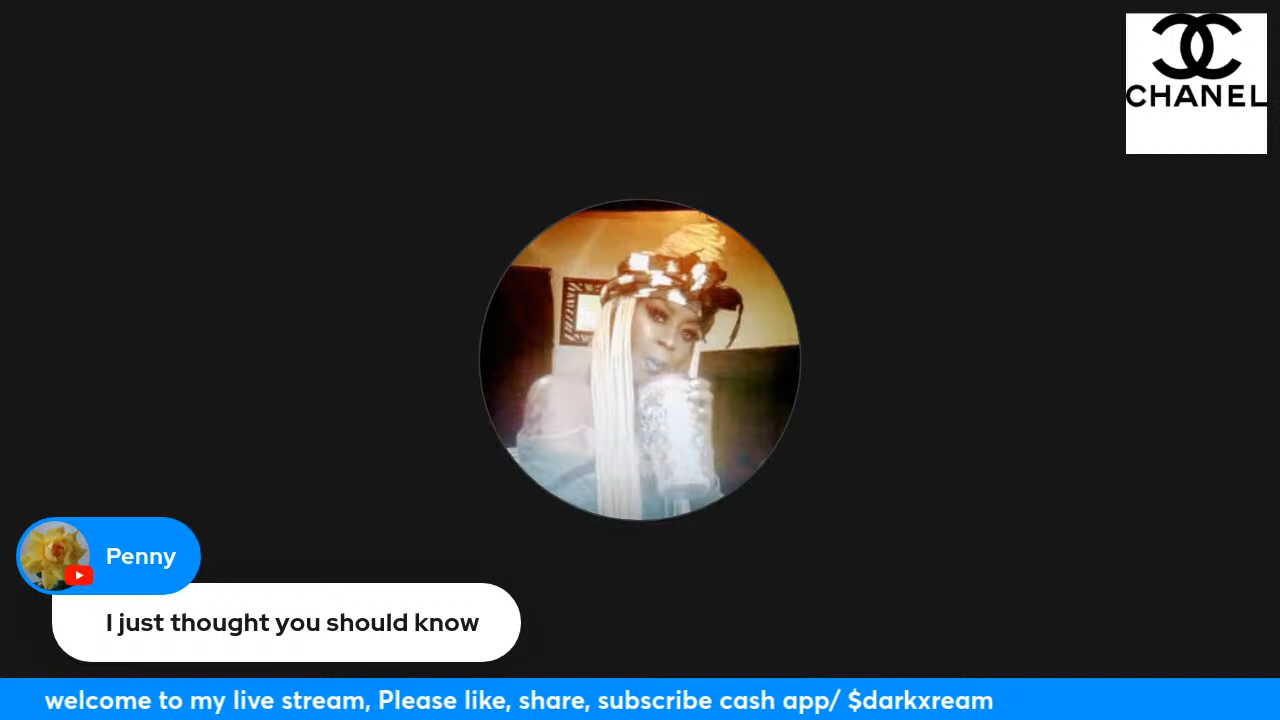 CHANEL
Penny
I just thought you should know
welcome to my live stream, Please like, share, subscribe cash app/ $darkxream